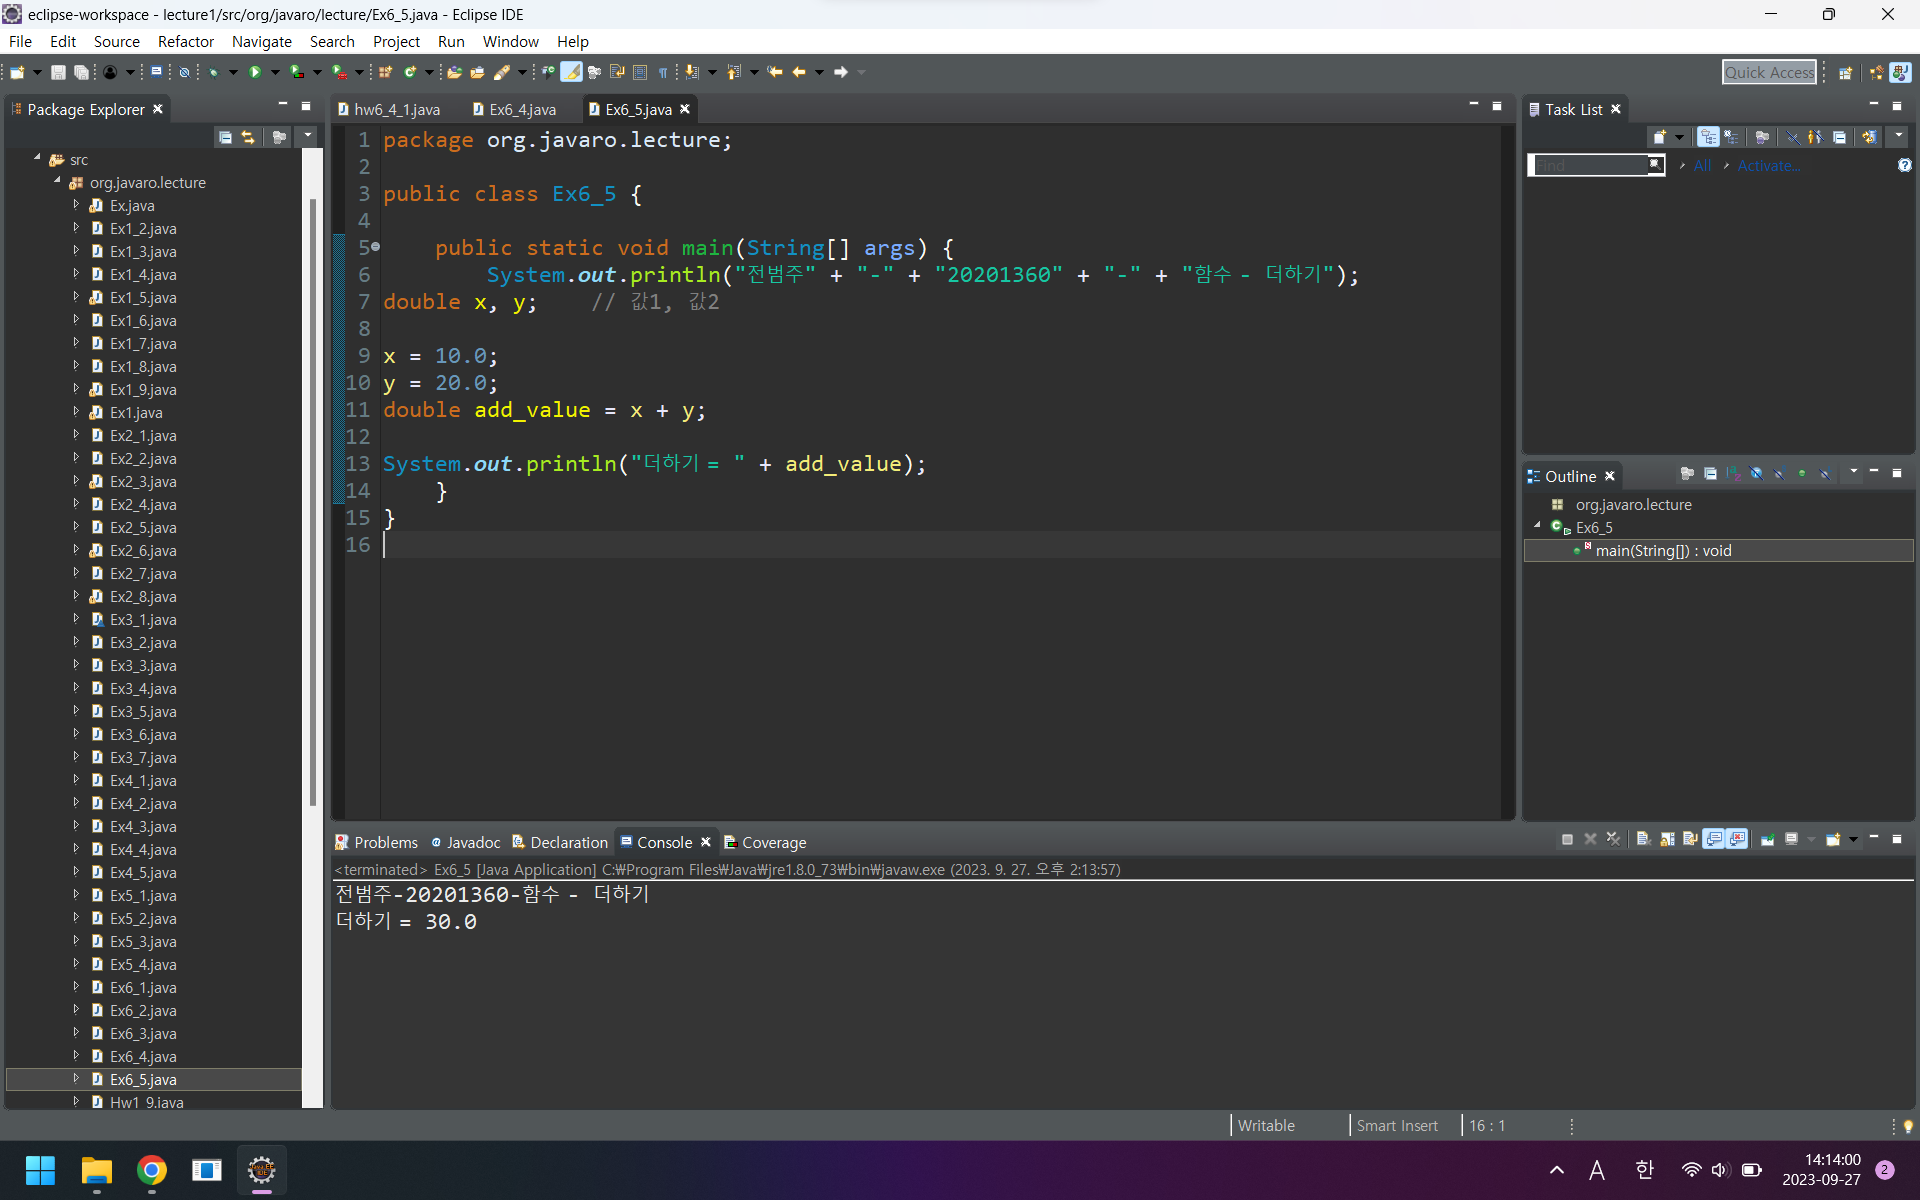 eclipse-workspace - lecture1/src/org/javaro/lecture/Ex6_5.java - Eclipse IDE
File Edit Source Refactor Navigate Search Project Run Window Help
Quick Access
Package Explorer
src
org.javaro.lecture
Ex.java
Ex1_2.java
Ex1_3.java
Ex1_4.java
Ex1_5.java
Ex1_6.java
Ex1_7.java
Ex1_8.java
Ex1_9.java
Ex1.java
Ex2_1.java
Ex2_2.java
Ex2_3.java
Ex2_4.java
Ex2_5.java
Ex2_6.java
Ex2_7.java
Ex2_8.java
Ex3_1.java
Ex3_2.java
Ex3_3.java
Ex3_4.java
Ex3_5.java
Ex3_6.java
Ex3_7.java
Ex4_1.java
Ex4_2.java
Ex4_3.java
Ex4_4.java
Ex4_5.java
Ex5_1.java
Ex5_2.java
Ex5_3.java
Ex5_4.java
Ex6_1.java
Ex6_2.java
Ex6_3.java
Ex6_4.java
Ex6_5.java
Hw1_9.java
hw6_4_1.java Ex6_4.java Ex6_5.java
1 package org.javaro.lecture;
2
3 public class Ex6_5 {
4
5 public static void main(String[] args) {
6 System.out.println("전범주" + "-" + "20201360" + "-" + "함수 - 더하기");
7 double x, y; // 값1, 값2
8
9 x = 10.0;
10 y = 20.0;
11 double add_value = x + y;
12
13 System.out.println("더하기 = " + add_value);
14 }
15 }
16
Task List
Find All Activate...
Outline
org.javaro.lecture
Ex6_5
main(String[]) : void
Problems Javadoc Declaration Console Coverage
<terminated> Ex6_5 [Java Application] C:₩Program Files₩Java₩jre1.8.0_73₩bin₩javaw.exe (2023. 9. 27. 오후 2:13:57)
전범주-20201360-함수 - 더하기
더하기 = 30.0
Writable Smart Insert 16 : 1
A 한 14:14:00 2
2023-09-27